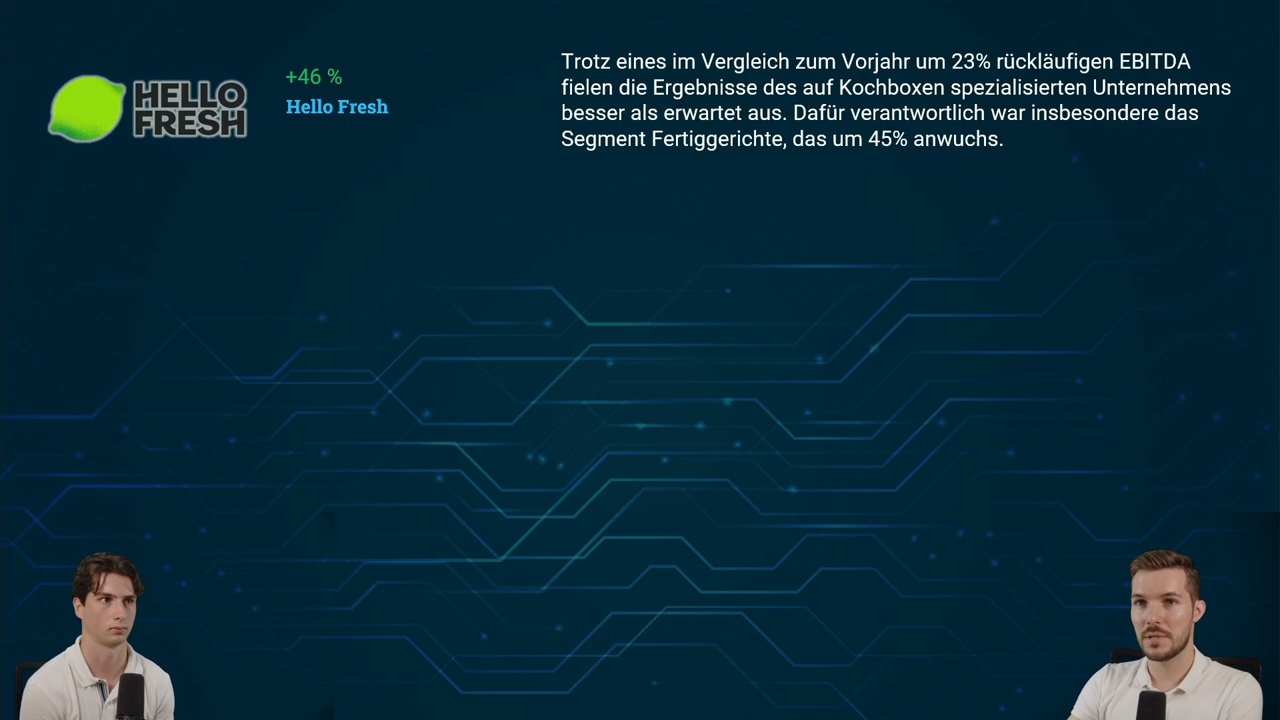 HELLO
FRESH
+46 %
Hello Fresh
Trotz eines im Vergleich zum Vorjahr um 23% rückläufigen EBITDA
fielen die Ergebnisse des auf Kochboxen spezialisierten Unternehmens
besser als erwartet aus. Dafür verantwortlich war insbesondere das
Segment Fertiggerichte, das um 45% anwuchs.